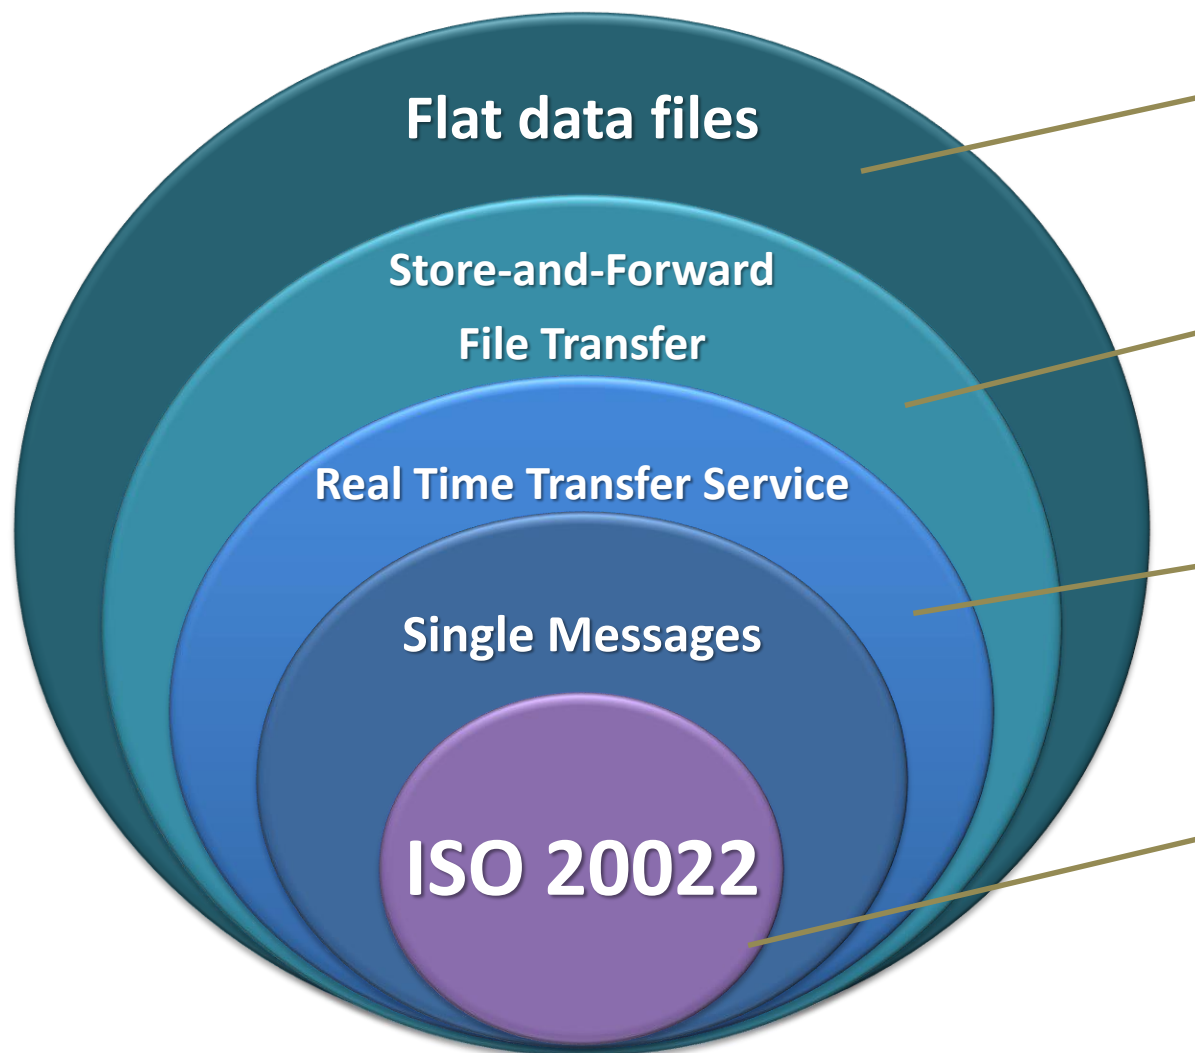 Flat data files
Store-and-Forward
File Transfer
Real Time Transfer Service
Single Messages
ISO 20022